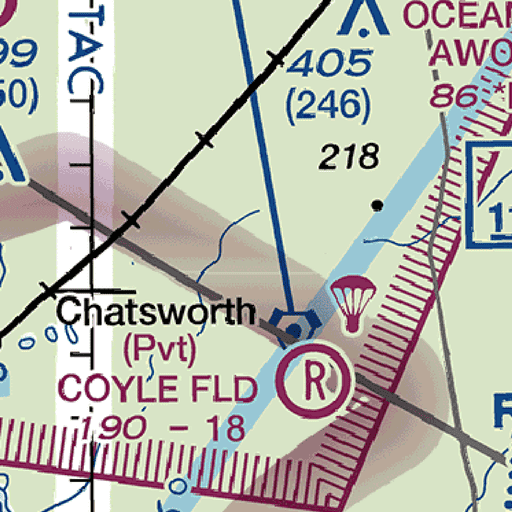 OCEAN
TAC
AWO
99
405
86 *
50)
(246)
218
Chatsworth
(Pvt)
COYLE FLD
R
190 - 18